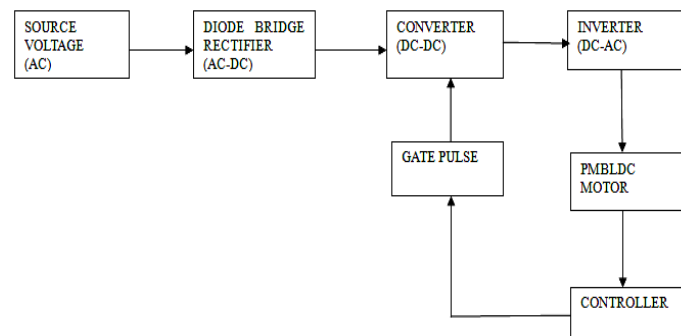 SOURCE
VOLTAGE
(AC)
DIODE BRIDGE
RECTIFIER
(AC-DC)
CONVERTER
(DC-DC)
INVERTER
(DC-AC)
GATE PULSE
PMBLDC
MOTOR
CONTROLLER